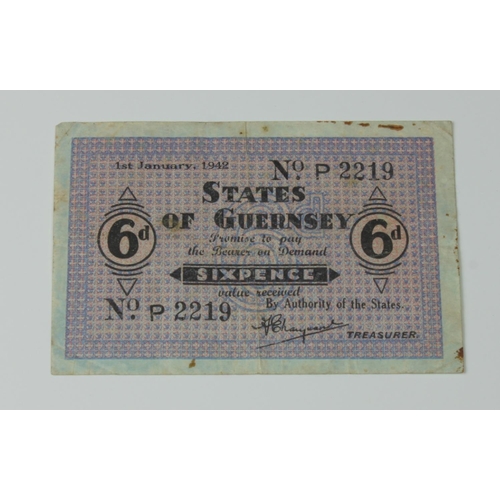 1st January, 1942 No. P 2219
STATES
OF GUERNSEY
6d 6d
Promise to pay
the Bearer on Demand
SIXPENCE
value received
No. P 2219 By Authority of the States.
TREASURER.